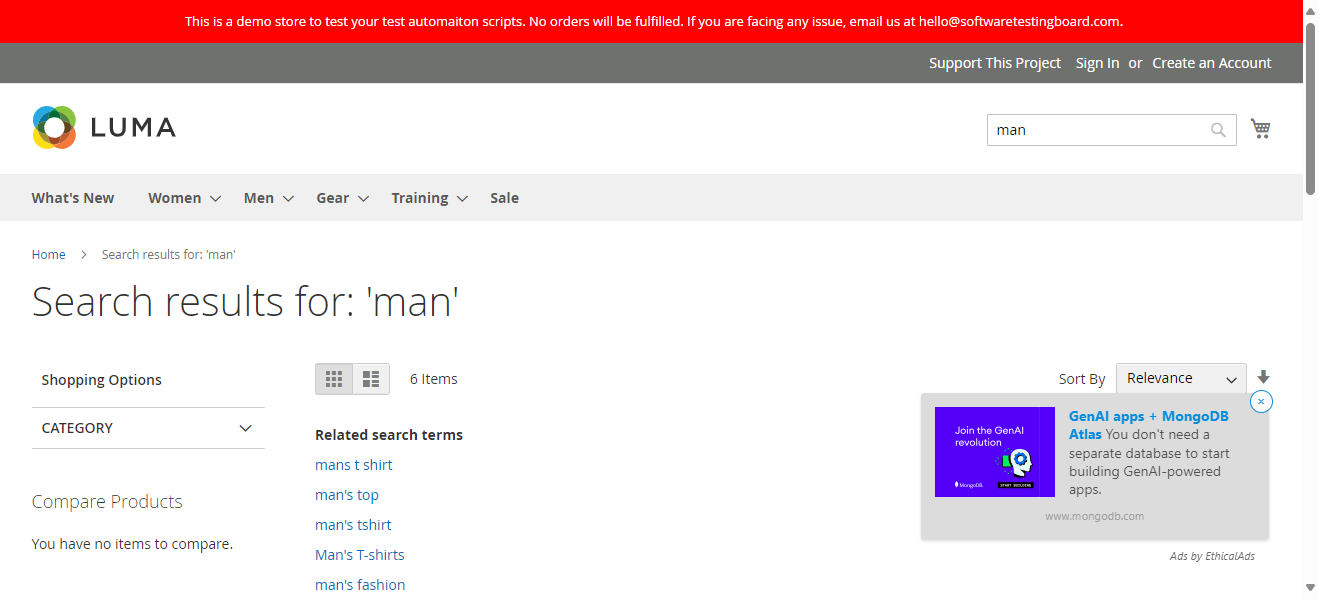 This is a demo store to test your test automaiton scripts. No orders will be fulfilled. If you are facing any issue, email us at hello@softwaretestingboard.com.
Support This Project Sign In or Create an Account
LUMA
man
What's New Women Men Gear Training Sale
Home Search results for: 'man'
Search results for: 'man'
Shopping Options
6 Items
Sort By Relevance
CATEGORY
Related search terms
mans t shirt
man's top
man's tshirt
Man's T-shirts
man's fashion
Compare Products
You have no items to compare.
Join the GenAI
revolution
MongoDB
START BUILDING
GenAI apps + MongoDB
Atlas You don't need a
separate database to start
building GenAI-powered
apps.
www.mongodb.com
Ads by EthicalAds